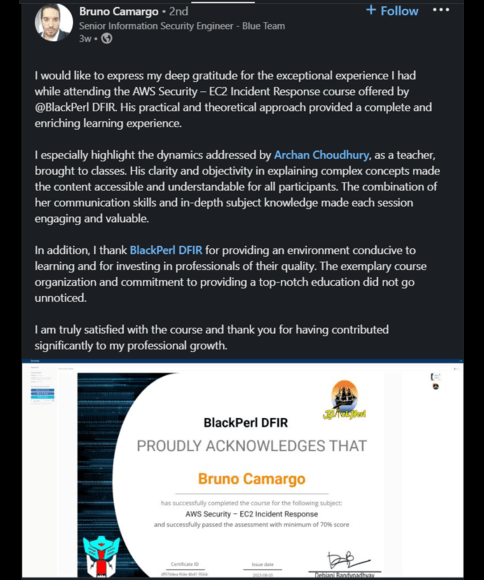 Bruno Camargo • 2nd
+ Follow
Senior Information Security Engineer - Blue Team
3w •
I would like to express my deep gratitude for the exceptional experience I had
while attending the AWS Security – EC2 Incident Response course offered by
@BlackPerl DFIR. His practical and theoretical approach provided a complete and
enriching learning experience.
I especially highlight the dynamics addressed by Archan Choudhury, as a teacher,
brought to classes. His clarity and objectivity in explaining complex concepts made
the content accessible and understandable for all participants. The combination of
her communication skills and in-depth subject knowledge made each session
engaging and valuable.
In addition, I thank BlackPerl DFIR for providing an environment conducive to
learning and for investing in professionals of their quality. The exemplary course
organization and commitment to providing a top-notch education did not go
unnoticed.
I am truly satisfied with the course and thank you for having contributed
significantly to my professional growth.
BlackPerl
BlackPerl DFIR
PROUDLY ACKNOWLEDGES THAT
Bruno Camargo
has successfully completed the course for the following subject:
AWS Security – EC2 Incident Response
and successfully passed the assessment with minimum of 70% score
Certificate ID
Issue date
Debjani Bandyopadhyay